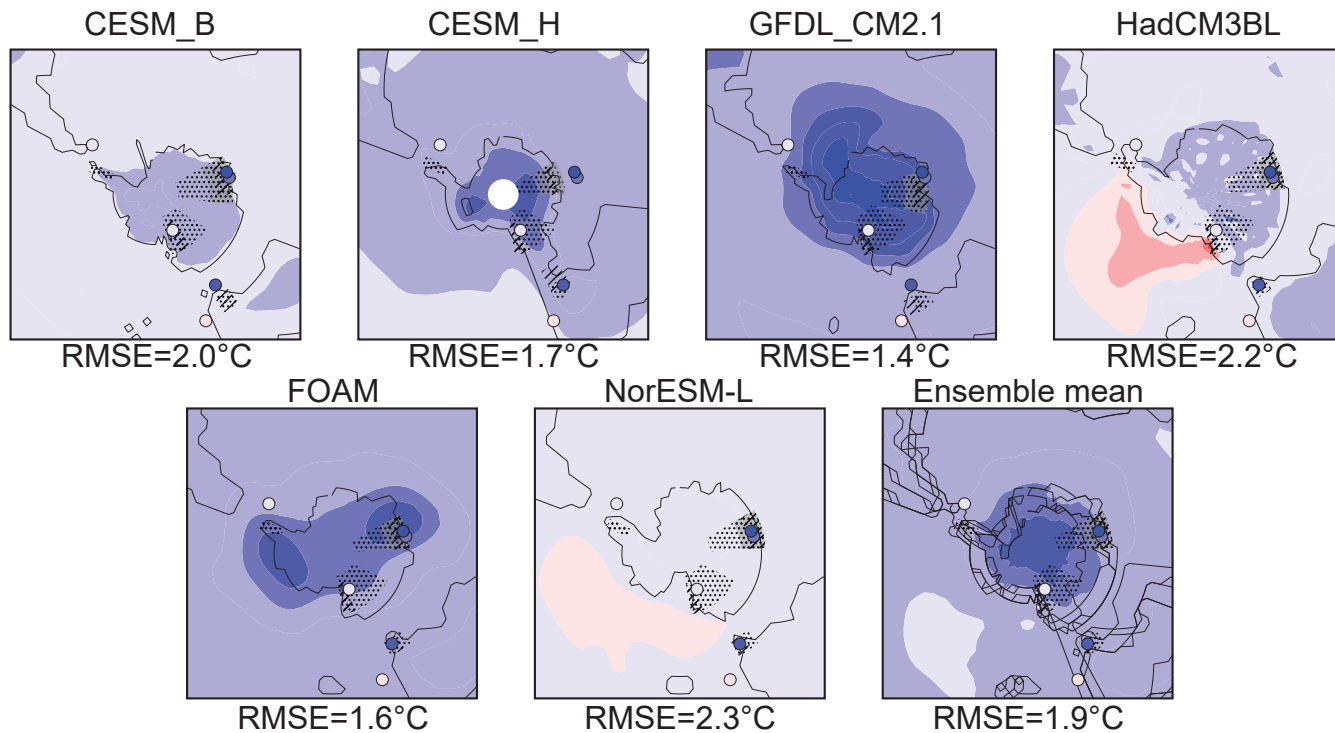 CESM_B
CESM_H
GFDL_CM2.1
HadCM3BL
RMSE=2.0°C
RMSE=1.7°C
RMSE=1.4°C
RMSE=2.2°C
FOAM
NorESM-L
Ensemble mean
RMSE=1.6°C
RMSE=2.3°C
RMSE=1.9°C